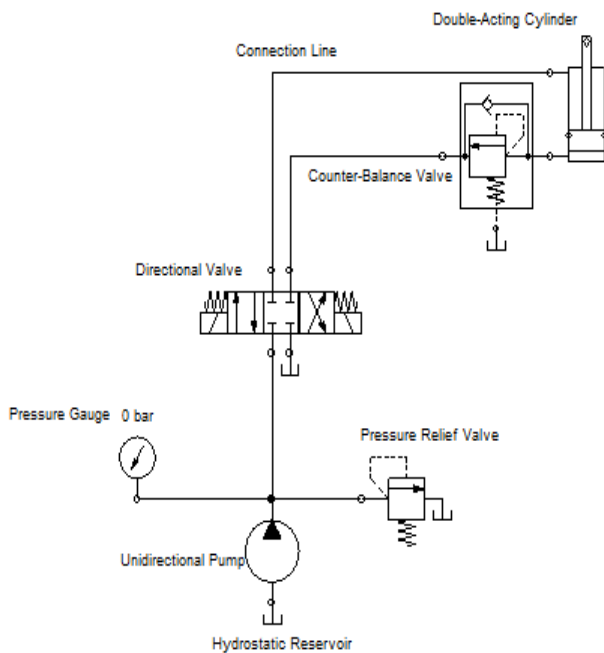 Double-Acting Cylinder
Connection Line
Counter-Balance Valve
Directional Valve
Pressure Gauge 0 bar
Pressure Relief Valve
Unidirectional Pump
Hydrostatic Reservoir